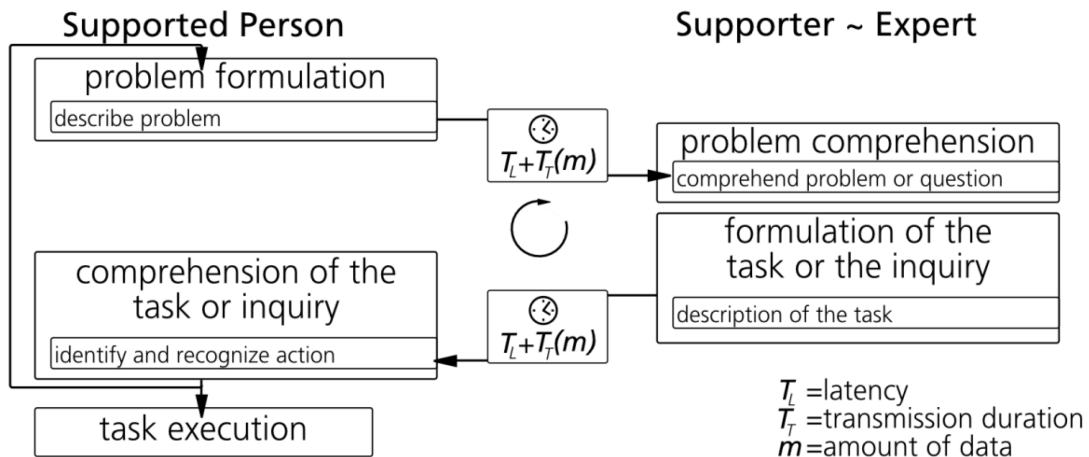 Supported Person
Supporter ~ Expert
problem formulation
describe problem
T_L+T_T(m)
problem comprehension
comprehend problem or question
formulation of the
task or the inquiry
description of the task
T_L+T_T(m)
comprehension of the
task or inquiry
identify and recognize action
task execution
T_L=latency
T_T=transmission duration
m=amount of data